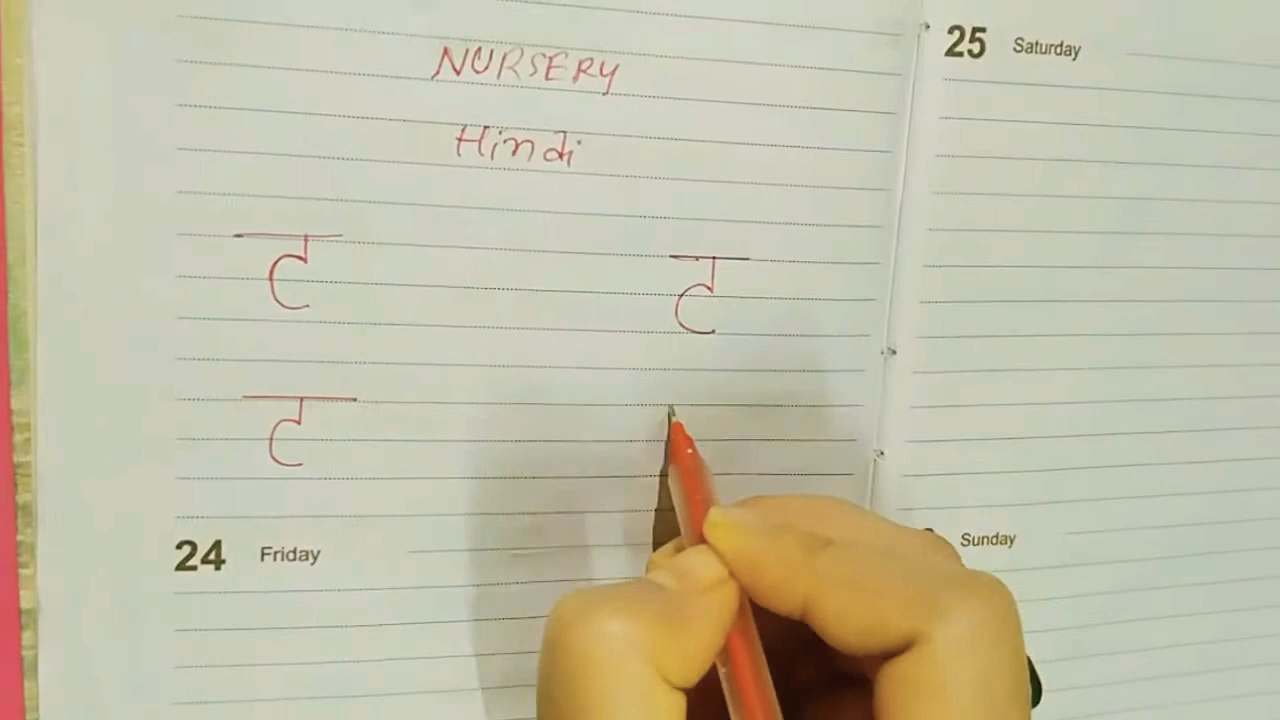 25 Saturday
NURSERY
Hindi
ट ट
ट
24 Friday
Sunday